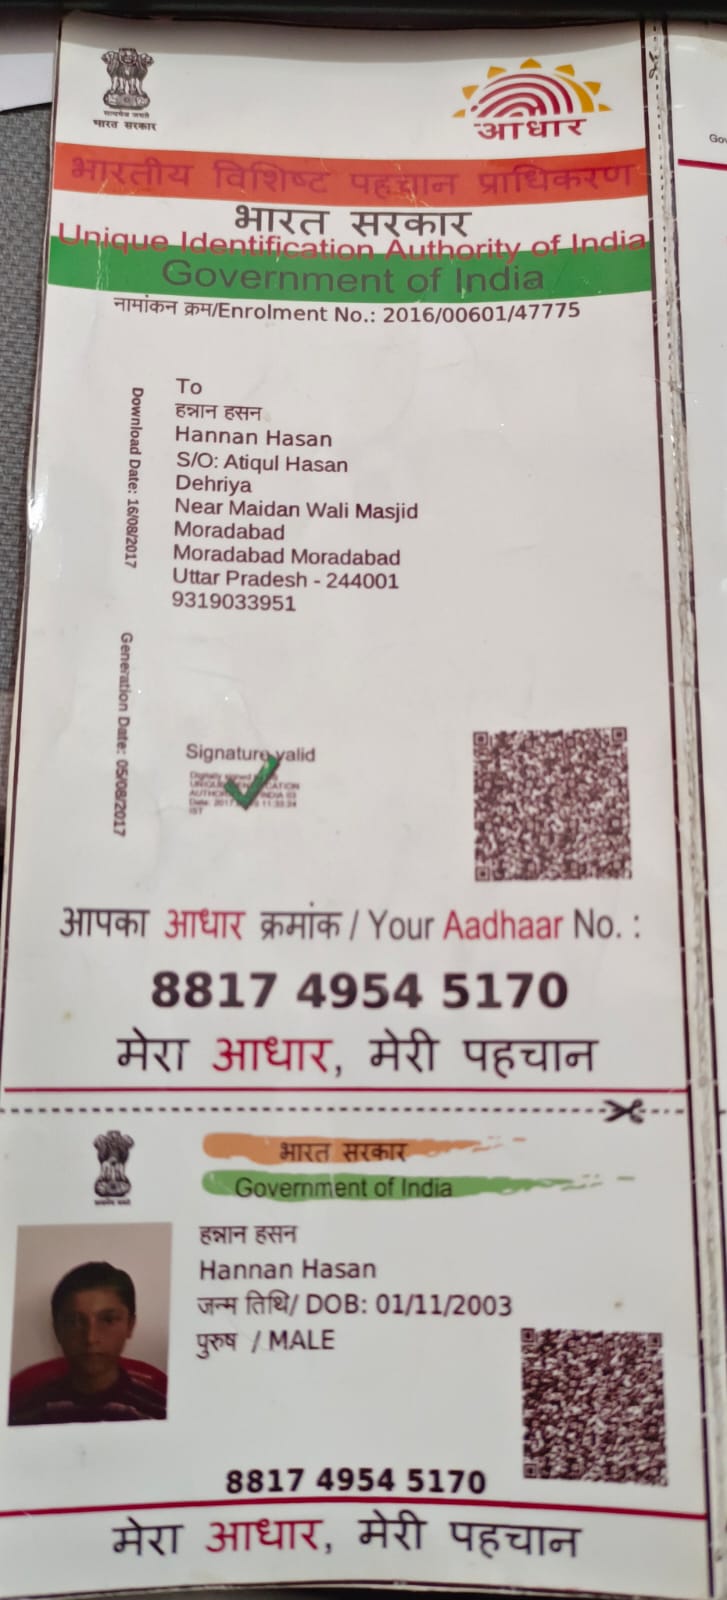 सत्यमेव जयते
भारत सरकार
आधार
भारतीय विशिष्ट पहचान प्राधिकरण
भारत सरकार
Unique Identification Authority of India
Government of India
नामांकन क्रम/Enrolment No.: 2016/00601/47775
To
हन्नान हसन
Hannan Hasan
S/O: Atiqul Hasan
Dehriya
Near Maidan Wali Masjid
Moradabad
Moradabad Moradabad
Uttar Pradesh - 244001
9319033951
Download Date: 16/08/2017
Generation Date: 05/08/2017
Signature valid
आपका आधार क्रमांक / Your Aadhaar No. :
8817 4954 5170
मेरा आधार, मेरी पहचान
भारत सरकार
Government of India
हन्नान हसन
Hannan Hasan
जन्म तिथि/ DOB: 01/11/2003
पुरुष / MALE
8817 4954 5170
मेरा आधार, मेरी पहचान